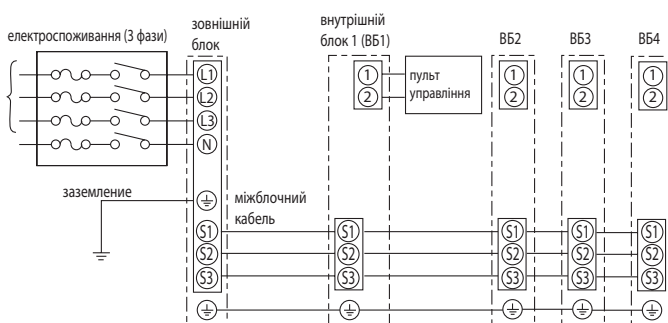 електроспоживання (3 фази)
зовнішній
блок
внутрішній
блок 1 (ВБ1)
ВБ2
ВБ3
ВБ4
L1
L2
L3
N
1
2
пульт
управління
1
2
1
2
1
2
заземление
міжблочний
кабель
S1
S2
S3
S1
S2
S3
S1
S2
S3
S1
S2
S3
S1
S2
S3